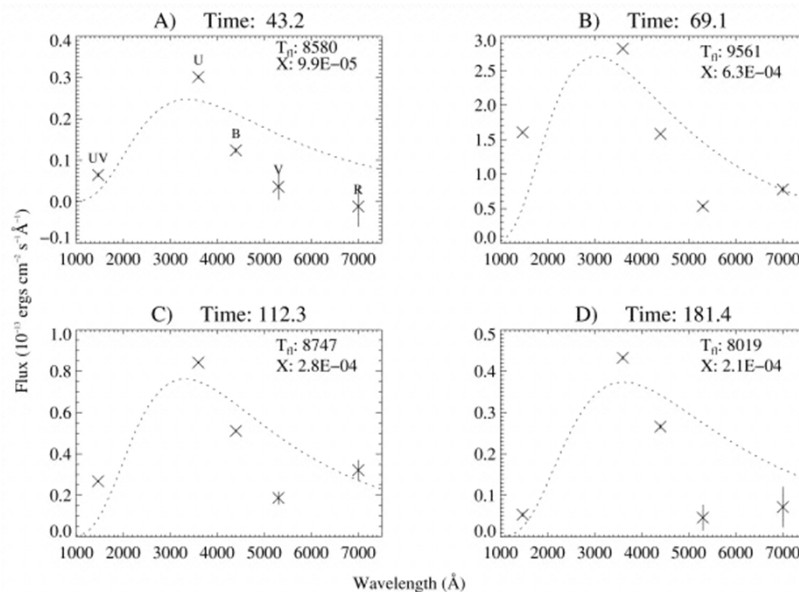 A) Time: 43.2
T_fl: 8580
X: 9.9E−05
0.4
0.3
0.2
0.1
0.0
−0.1
UV
U
B
V
R
1000 2000 3000 4000 5000 6000 7000
B) Time: 69.1
T_fl: 9561
X: 6.3E−04
3.0
2.5
2.0
1.5
1.0
0.5
0.0
1000 2000 3000 4000 5000 6000 7000
C) Time: 112.3
T_fl: 8747
X: 2.8E−04
1.0
0.8
0.6
0.4
0.2
0.0
1000 2000 3000 4000 5000 6000 7000
D) Time: 181.4
T_fl: 8019
X: 2.1E−04
0.5
0.4
0.3
0.2
0.1
0.0
1000 2000 3000 4000 5000 6000 7000
Flux (10⁻¹³ ergs cm⁻² s⁻¹Å⁻¹)
Wavelength (Å)